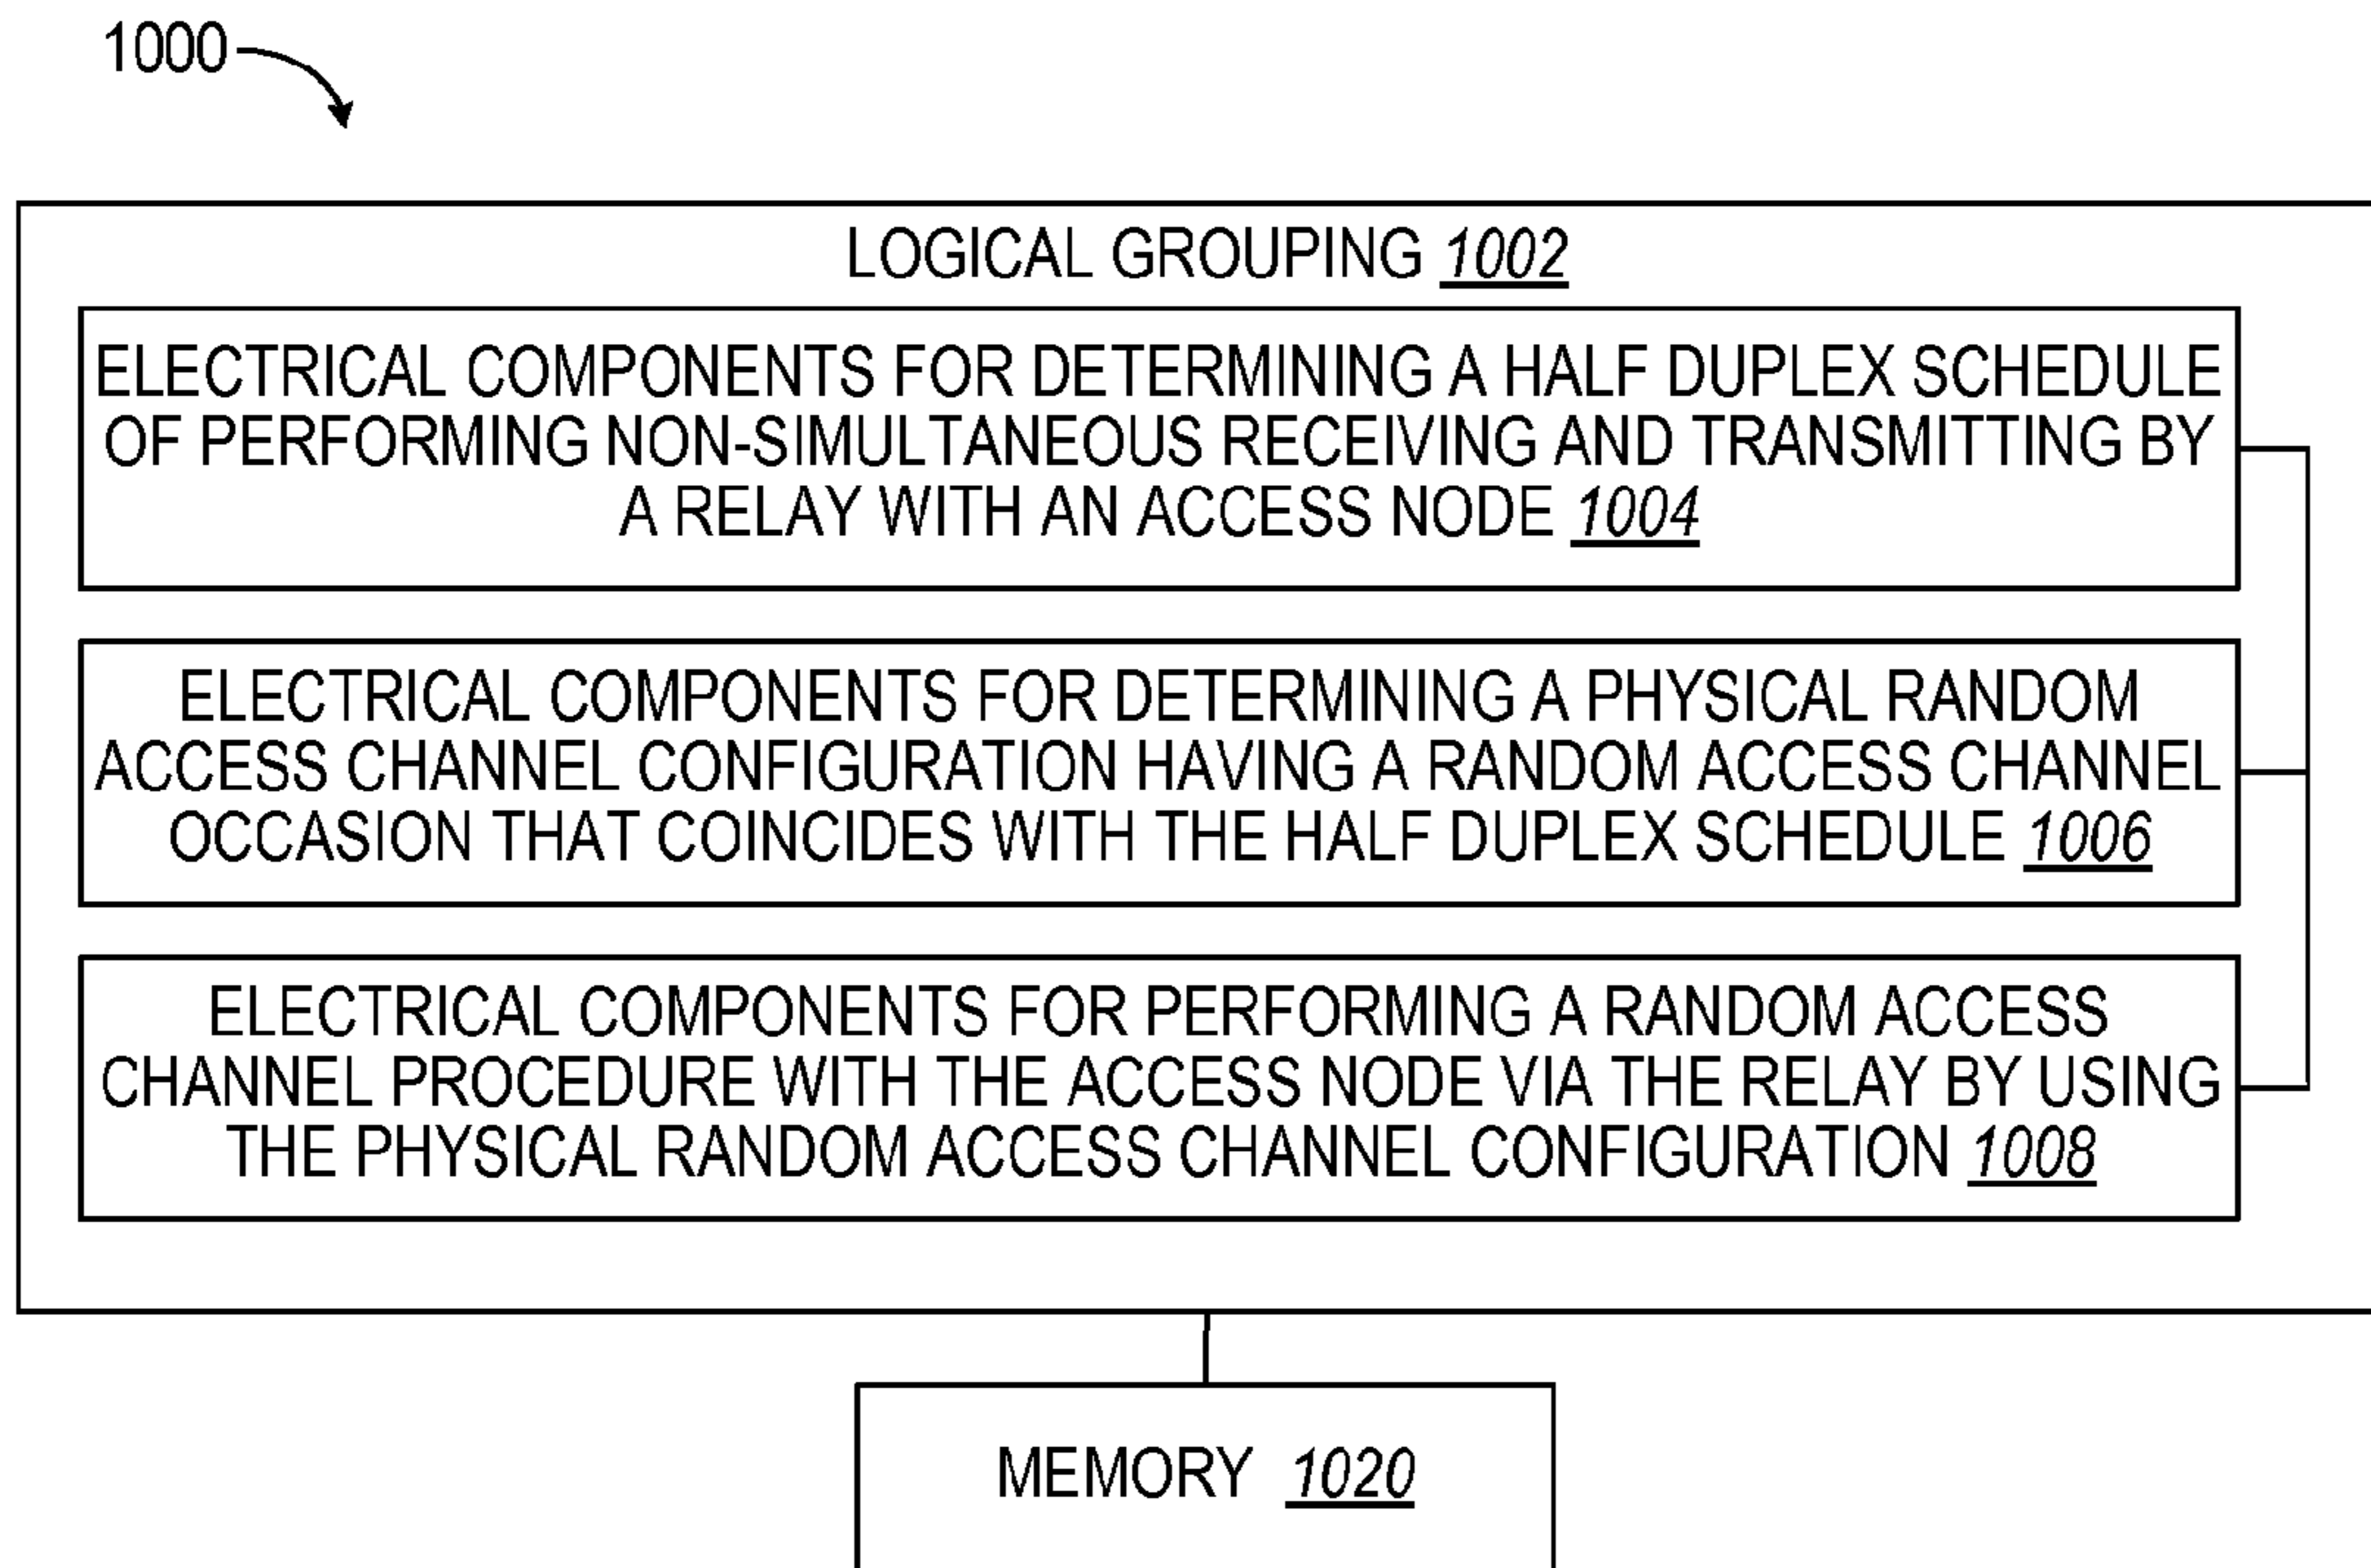 1000
LOGICAL GROUPING 1002
ELECTRICAL COMPONENTS FOR DETERMINING A HALF DUPLEX SCHEDULE
OF PERFORMING NON-SIMULTANEOUS RECEIVING AND TRANSMITTING BY
A RELAY WITH AN ACCESS NODE 1004
ELECTRICAL COMPONENTS FOR DETERMINING A PHYSICAL RANDOM
ACCESS CHANNEL CONFIGURATION HAVING A RANDOM ACCESS CHANNEL
OCCASION THAT COINCIDES WITH THE HALF DUPLEX SCHEDULE 1006
ELECTRICAL COMPONENTS FOR PERFORMING A RANDOM ACCESS
CHANNEL PROCEDURE WITH THE ACCESS NODE VIA THE RELAY BY USING
THE PHYSICAL RANDOM ACCESS CHANNEL CONFIGURATION 1008
MEMORY 1020